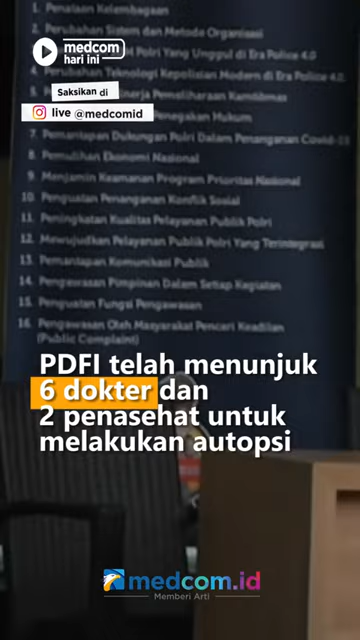 1. Penataan Kelembagaan
2. Perubahan Sistem dan Metode Organisasi
Polri Yang Unggul di Era Police 4.0
4. Perubahan Teknologi Kepolisian Modern di Era Police 4.0
Pemeliharaan Kamtibmas
Penegakan Hukum
7. Pemantapan Dukungan Polri Dalam Penanganan Covid-19
8. Pemulihan Ekonomi Nasional
9. Menjamin Keamanan Program Prioritas Nasional
10. Penguatan Penanganan Konflik Sosial
11. Peningkatan Kualitas Pelayanan Publik Polri
12. Mewujudkan Pelayanan Publik Polri Yang Terintegrasi
13. Pemantapan Komunikasi Publik
14. Pengawasan Pimpinan Dalam Setiap Kegiatan
15. Penguatan Fungsi Pengawasan
16. Pengawasan Oleh Masyarakat Pencari Keadilan
(Public Complaint)
medcom
hari ini
Saksikan di
live @medcomid
PDFI telah menunjuk
6 dokter dan
2 penasehat untuk
melakukan autopsi
medcom.id
Memberi Arti